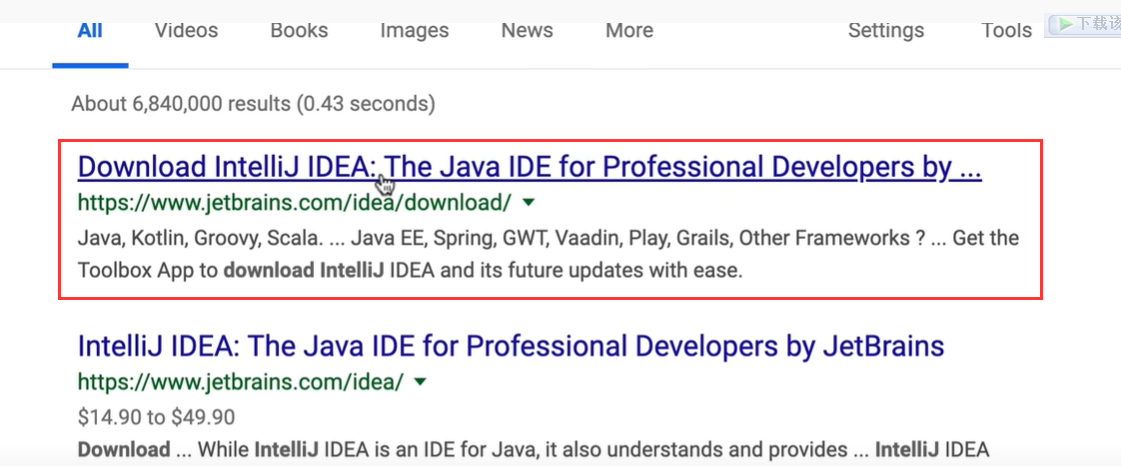 All Videos Books Images News More Settings Tools
下载该
About 6,840,000 results (0.43 seconds)
Download IntelliJ IDEA: The Java IDE for Professional Developers by ...
https://www.jetbrains.com/idea/download/
Java, Kotlin, Groovy, Scala. ... Java EE, Spring, GWT, Vaadin, Play, Grails, Other Frameworks ? ... Get the
Toolbox App to download IntelliJ IDEA and its future updates with ease.
IntelliJ IDEA: The Java IDE for Professional Developers by JetBrains
https://www.jetbrains.com/idea/
$14.90 to $49.90
Download ... While IntelliJ IDEA is an IDE for Java, it also understands and provides ... IntelliJ IDEA